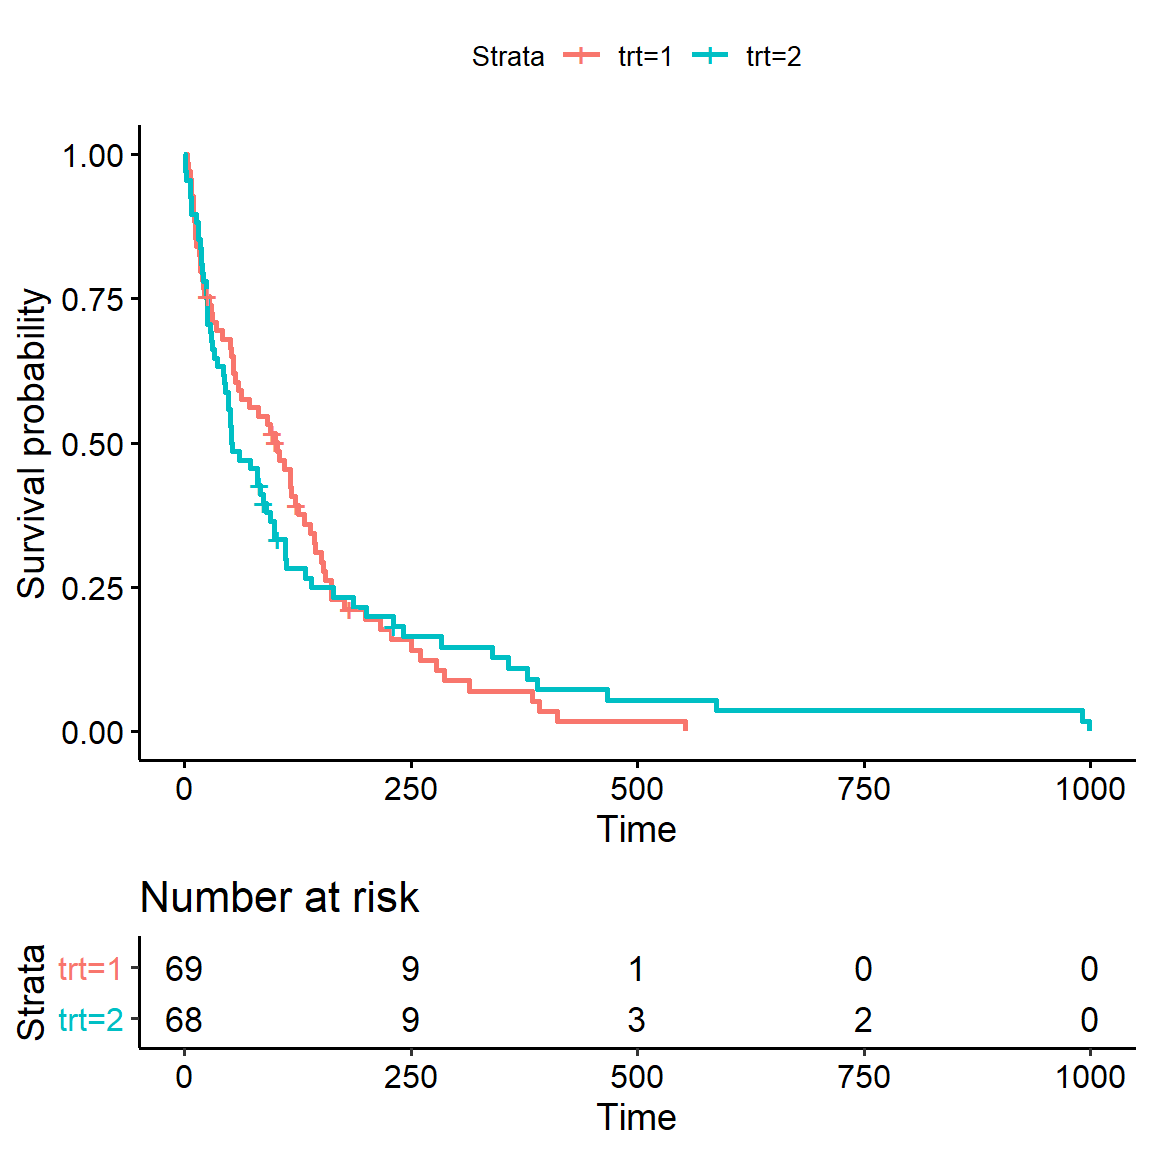 Strata trt=1 trt=2
1.00
0.75
0.50
0.25
0.00
Survival probability
0 250 500 750 1000
Time
Number at risk
Strata
trt=1 69 9 1 0 0
trt=2 68 9 3 2 0
0 250 500 750 1000
Time